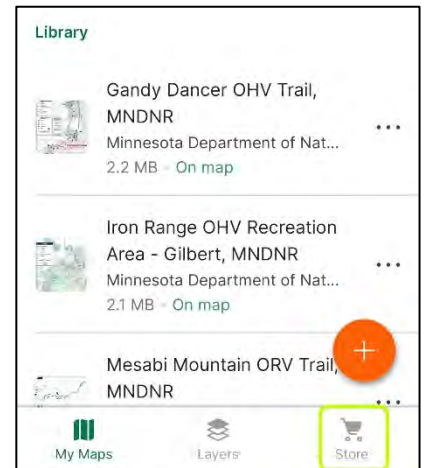 Library
Gandy Dancer OHV Trail,
MNDNR
Minnesota Department of Nat...
2.2 MB - On map
Iron Range OHV Recreation
Area - Gilbert, MNDNR
Minnesota Department of Nat...
2.1 MB - On map
Mesabi Mountain ORV Trail,
MNDNR
My Maps
Layers
Store